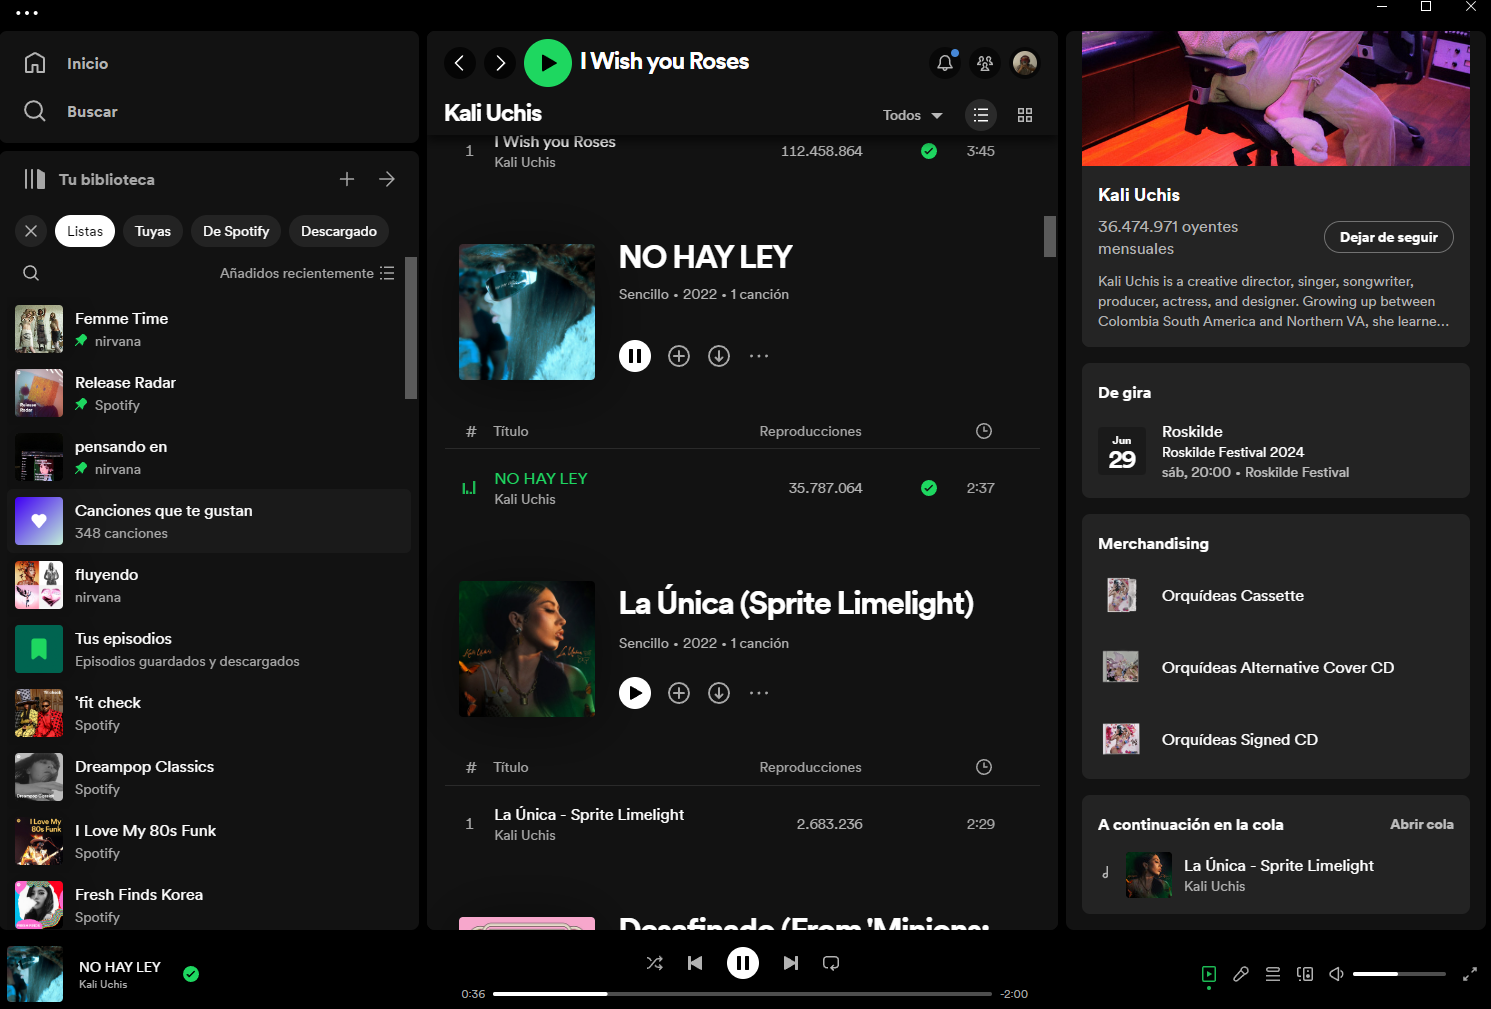 Inicio
Buscar
Tu biblioteca
Listas
Tuyas
De Spotify
Descargado
Añadidos recientemente
Femme Time
nirvana
Release Radar
Spotify
pensando en
nirvana
Canciones que te gustan
348 canciones
fluyendo
nirvana
Tus episodios
Episodios guardados y descargados
'fit check
Spotify
Dreampop Classics
Spotify
I Love My
80s Funk
I Love My 80s Funk
Spotify
Fresh Finds Korea
Spotify
I Wish you Roses
Kali Uchis
Todos
1 I Wish you Roses 112.458.864 3:45
Kali Uchis
NO HAY LEY
Sencillo • 2022 • 1 canción
# Título Reproducciones
NO HAY LEY 35.787.064 2:37
Kali Uchis
La Única (Sprite Limelight)
Sencillo • 2022 • 1 canción
# Título Reproducciones
1 La Única - Sprite Limelight 2.683.236 2:29
Kali Uchis
Desafinado (From 'Minions:
Kali Uchis
36.474.971 oyentes
mensuales
Dejar de seguir
Kali Uchis is a creative director, singer, songwriter,
producer, actress, and designer. Growing up between
Colombia South America and Northern VA, she learne...
De gira
Jun
29
Roskilde
Roskilde Festival 2024
sáb, 20:00 • Roskilde Festival
Merchandising
Orquídeas Cassette
Orquídeas Alternative Cover CD
Orquídeas Signed CD
A continuación en la cola
Abrir cola
La Única - Sprite Limelight
Kali Uchis
NO HAY LEY
Kali Uchis
0:36
-2:00